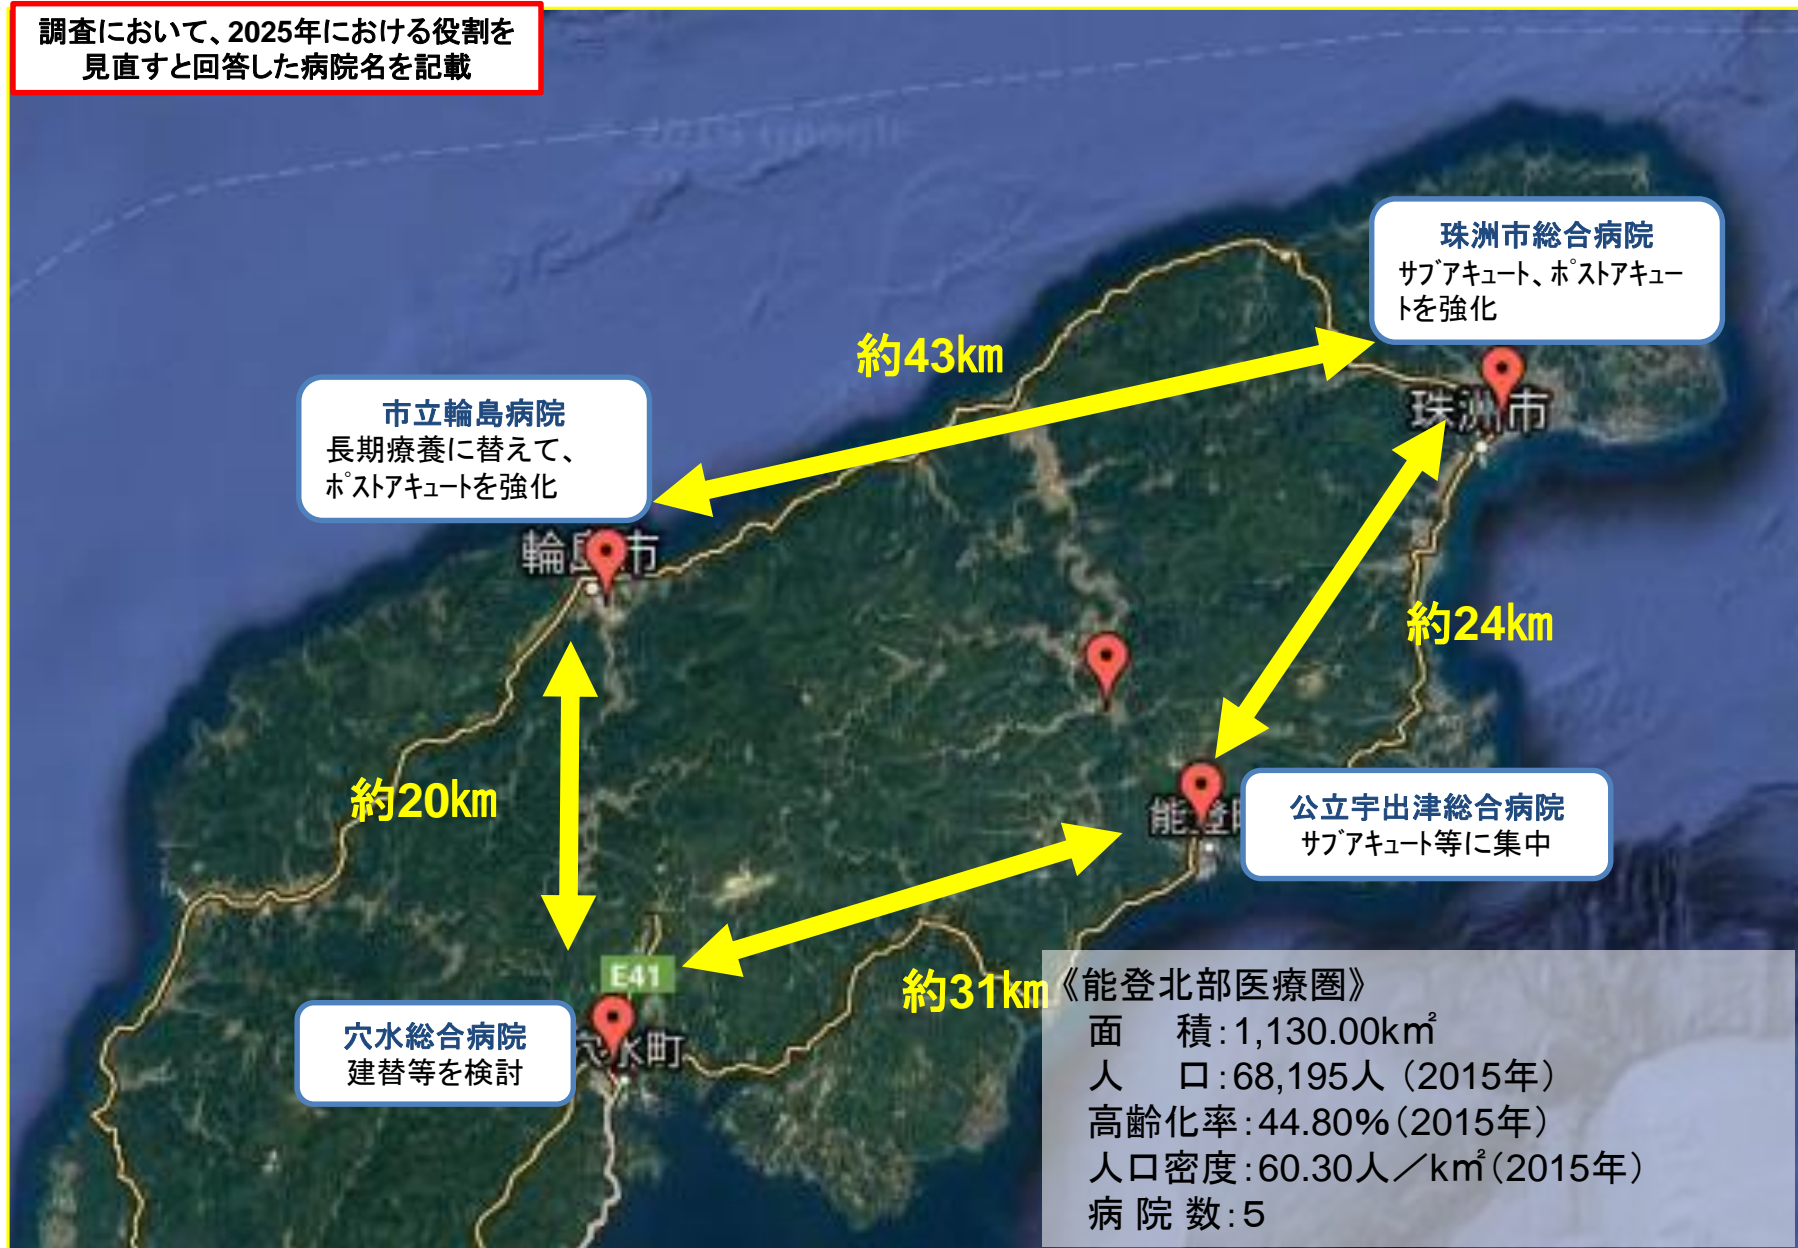 調査において、2025年における役割を
見直すと回答した病院名を記載
珠洲市総合病院
サブアキュート、ポストアキュー
トを強化
約43km
市立輪島病院
長期療養に替えて、
ポストアキュートを強化
珠洲市
輪島市
約24km
約20km
公立宇出津総合病院
サブアキュート等に集中
能登町
E41
約31km
穴水総合病院
建替等を検討
穴水町
《能登北部医療圏》
面 積:1,130.00k㎡
人 口:68,195人(2015年)
高齢化率:44.80%(2015年)
人口密度:60.30人/k㎡(2015年)
病 院 数:5